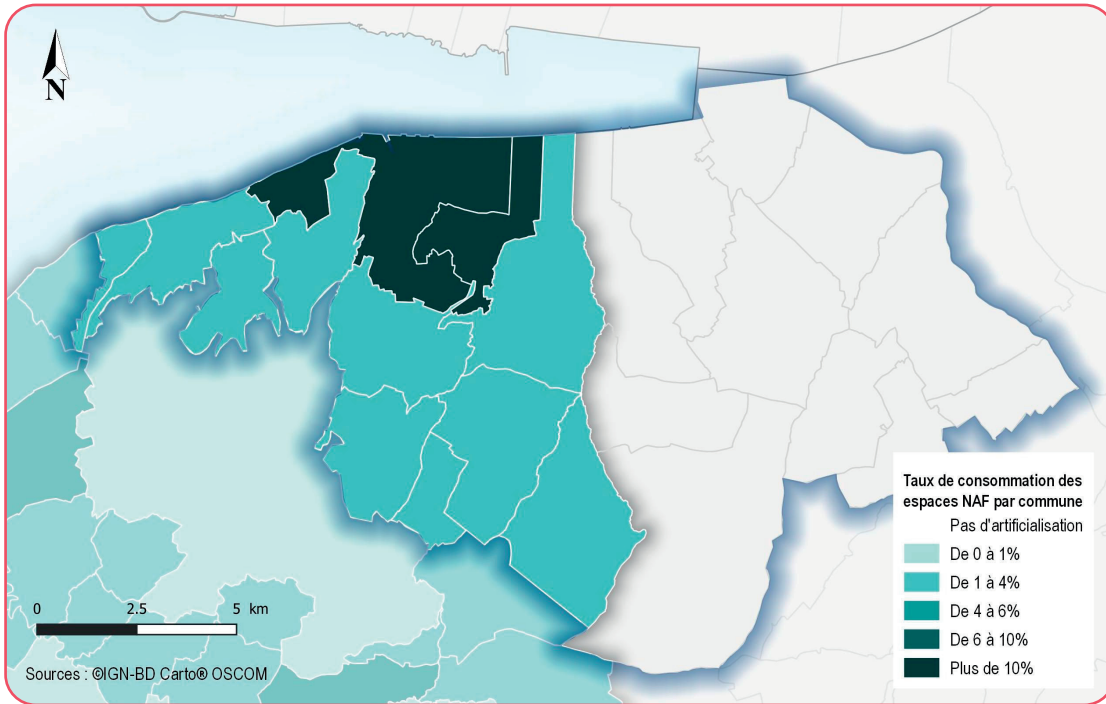 N
Taux de consommation des
espaces NAF par commune
Pas d'artificialisation
De 0 à 1%
De 1 à 4%
De 4 à 6%
De 6 à 10%
Plus de 10%
0 2.5 5 km
Sources : ©IGN-BD Carto® OSCOM